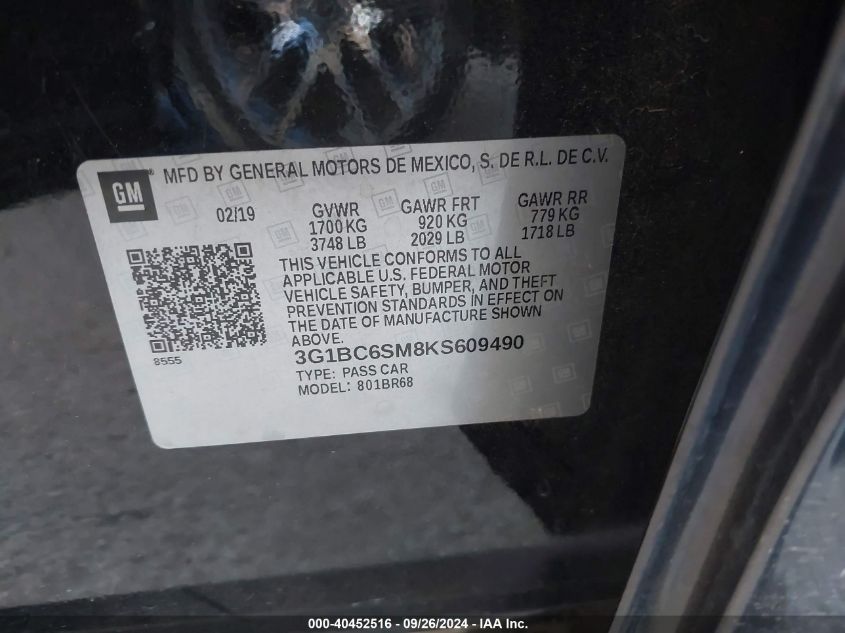 GM
MFD BY GENERAL MOTORS DE MEXICO, S. DE R.L. DE C.V.
02/19 GVWR GAWR FRT GAWR RR
1700 KG 920 KG 779 KG
3748 LB 2029 LB 1718 LB
THIS VEHICLE CONFORMS TO ALL
APPLICABLE U.S. FEDERAL MOTOR
VEHICLE SAFETY, BUMPER, AND THEFT
PREVENTION STANDARDS IN EFFECT ON
THE DATE OF MANUFACTURE SHOWN
ABOVE.
8555
3G1BC6SM8KS609490
TYPE: PASS CAR
MODEL: 801BR68
000-40452516 - 09/26/2024 - IAA Inc.